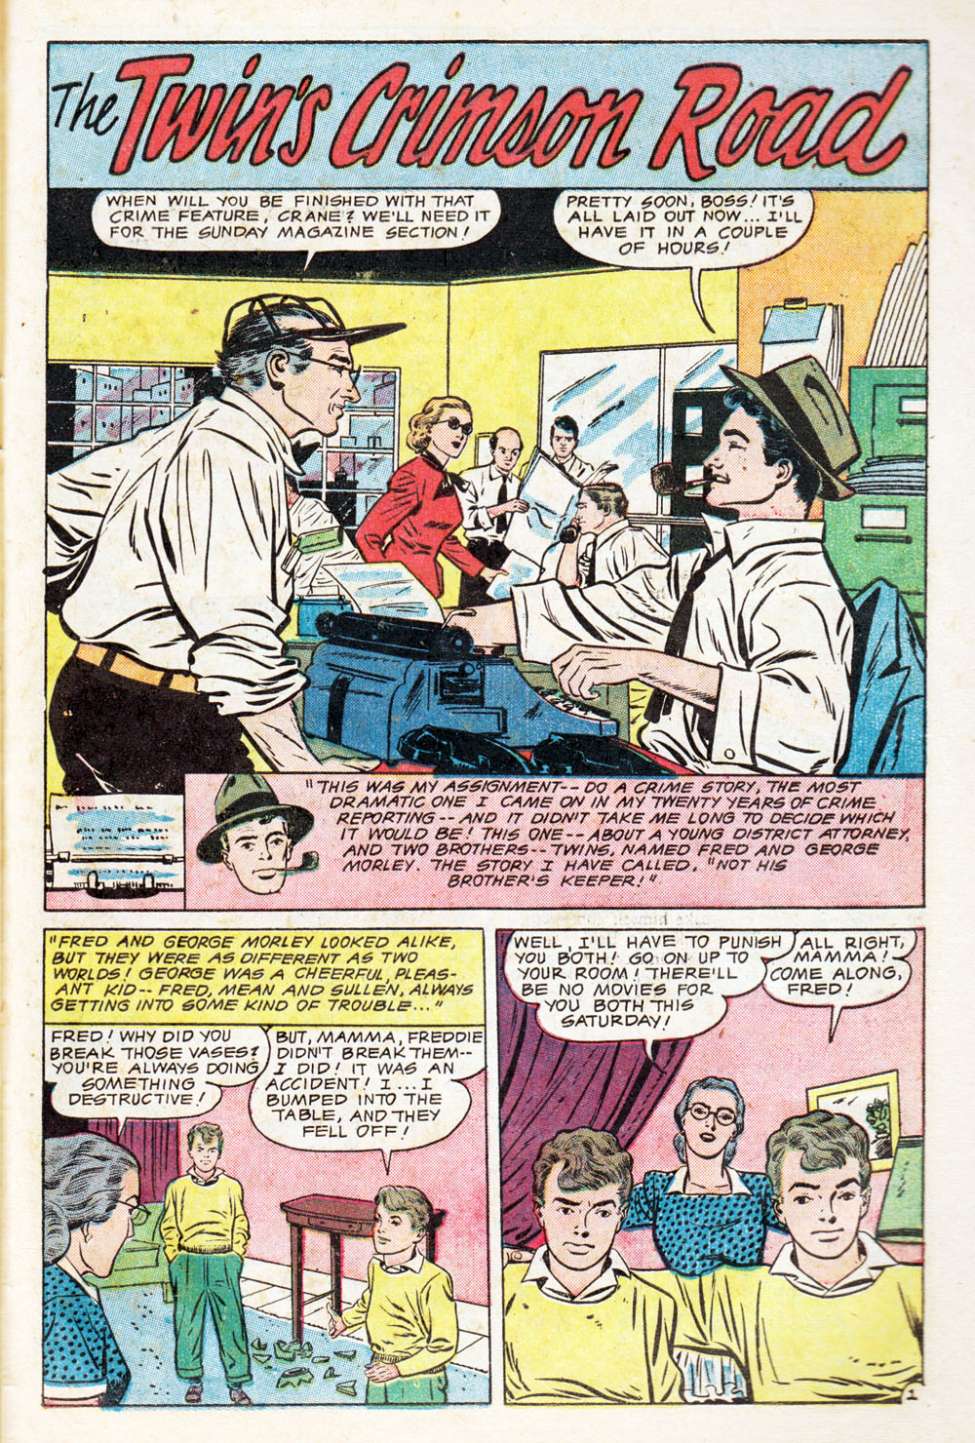 The Twin's Crimson Road
WHEN WILL YOU BE FINISHED WITH THAT
CRIME FEATURE, CRANE? WE'LL NEED IT
FOR THE SUNDAY MAGAZINE SECTION!
PRETTY SOON, BOSS! IT'S
ALL LAID OUT NOW... I'LL
HAVE IT IN A COUPLE
OF HOURS!
"THIS WAS MY ASSIGNMENT-- DO A CRIME STORY, THE MOST
DRAMATIC ONE I CAME ON IN MY TWENTY YEARS OF CRIME
REPORTING-- AND IT DIDN'T TAKE ME LONG TO DECIDE WHICH
IT WOULD BE! THIS ONE-- ABOUT A YOUNG DISTRICT ATTORNEY,
AND TWO BROTHERS-- TWINS, NAMED FRED AND GEORGE
MORLEY. THE STORY I HAVE CALLED, "NOT HIS
BROTHER'S KEEPER!".
"FRED AND GEORGE MORLEY LOOKED ALIKE,
BUT THEY WERE AS DIFFERENT AS TWO
WORLDS! GEORGE WAS A CHEERFUL, PLEAS-
ANT KID-- FRED, MEAN AND SULLEN, ALWAYS
GETTING INTO SOME KIND OF TROUBLE..."
FRED! WHY DID YOU
BREAK THOSE VASES?
YOU'RE ALWAYS DOING
SOMETHING
DESTRUCTIVE!
BUT, MAMMA, FREDDIE
DIDN'T BREAK THEM--
I DID! IT WAS AN
ACCIDENT! I... I
BUMPED INTO THE
TABLE, AND THEY
FELL OFF!
WELL, I'LL HAVE TO PUNISH
YOU BOTH! GO ON UP TO
YOUR ROOM! THERE'LL
BE NO MOVIES FOR
YOU BOTH THIS
SATURDAY!
ALL RIGHT,
MAMMA!
COME ALONG,
FRED!
1